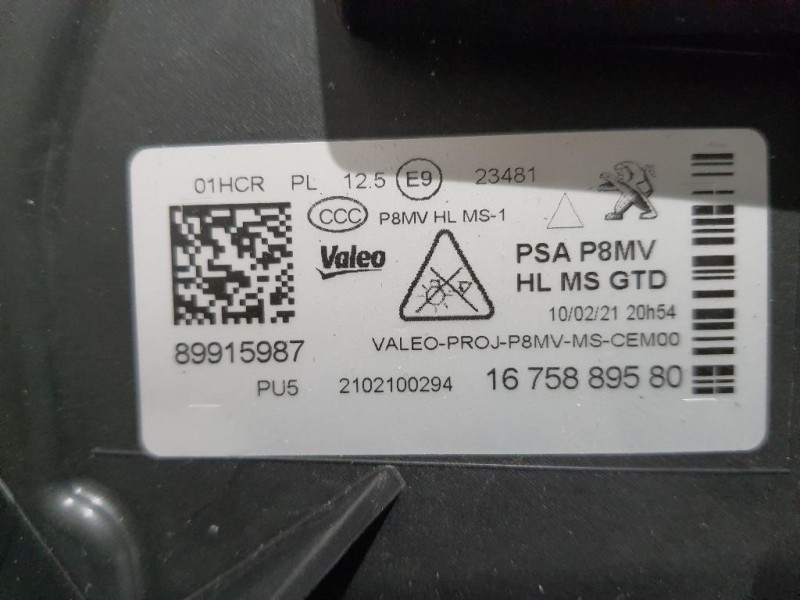 01HCR PL 12.5 E9 23481
CCC P8MV HL MS-1
Valeo
PSA P8MV
HL MS GTD
10/02/21 20h54
VALEO-PROJ-P8MV-MS-CEM00
89915987
PU5 2102100294 16 758 895 80